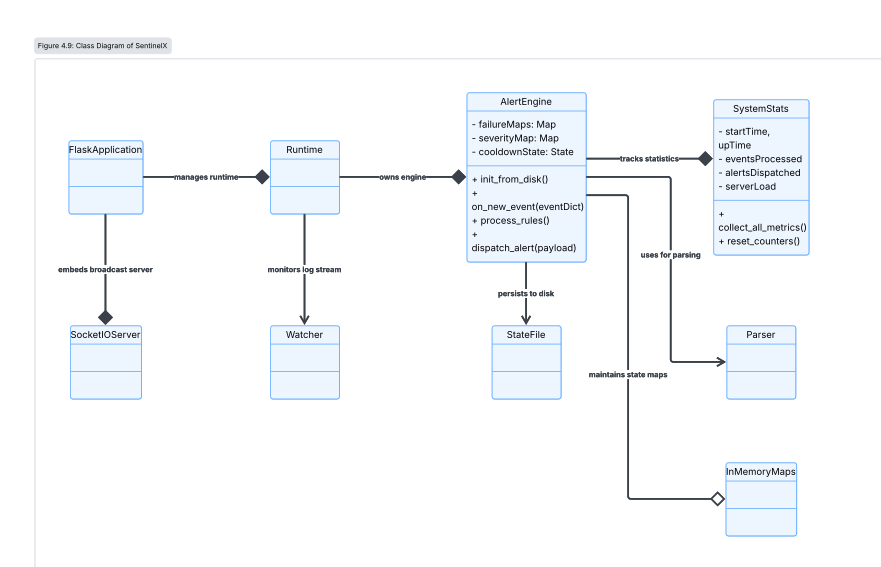 Figure 4.9: Class Diagram of SentinelX
AlertEngine
- failureMaps: Map
- severityMap: Map
- cooldownState: State
+ init_from_disk()
+
on_new_event(eventDict)
+ process_rules()
+
dispatch_alert(payload)
SystemStats
- startTime,
upTime
- eventsProcessed
- alertsDispatched
- serverLoad
+
collect_all_metrics()
+ reset_counters()
FlaskApplication
manages runtime
Runtime
owns engine
tracks statistics
uses for parsing
embeds broadcast server
monitors log stream
persists to disk
SocketIOServer
Watcher
StateFile
Parser
maintains state maps
InMemoryMaps